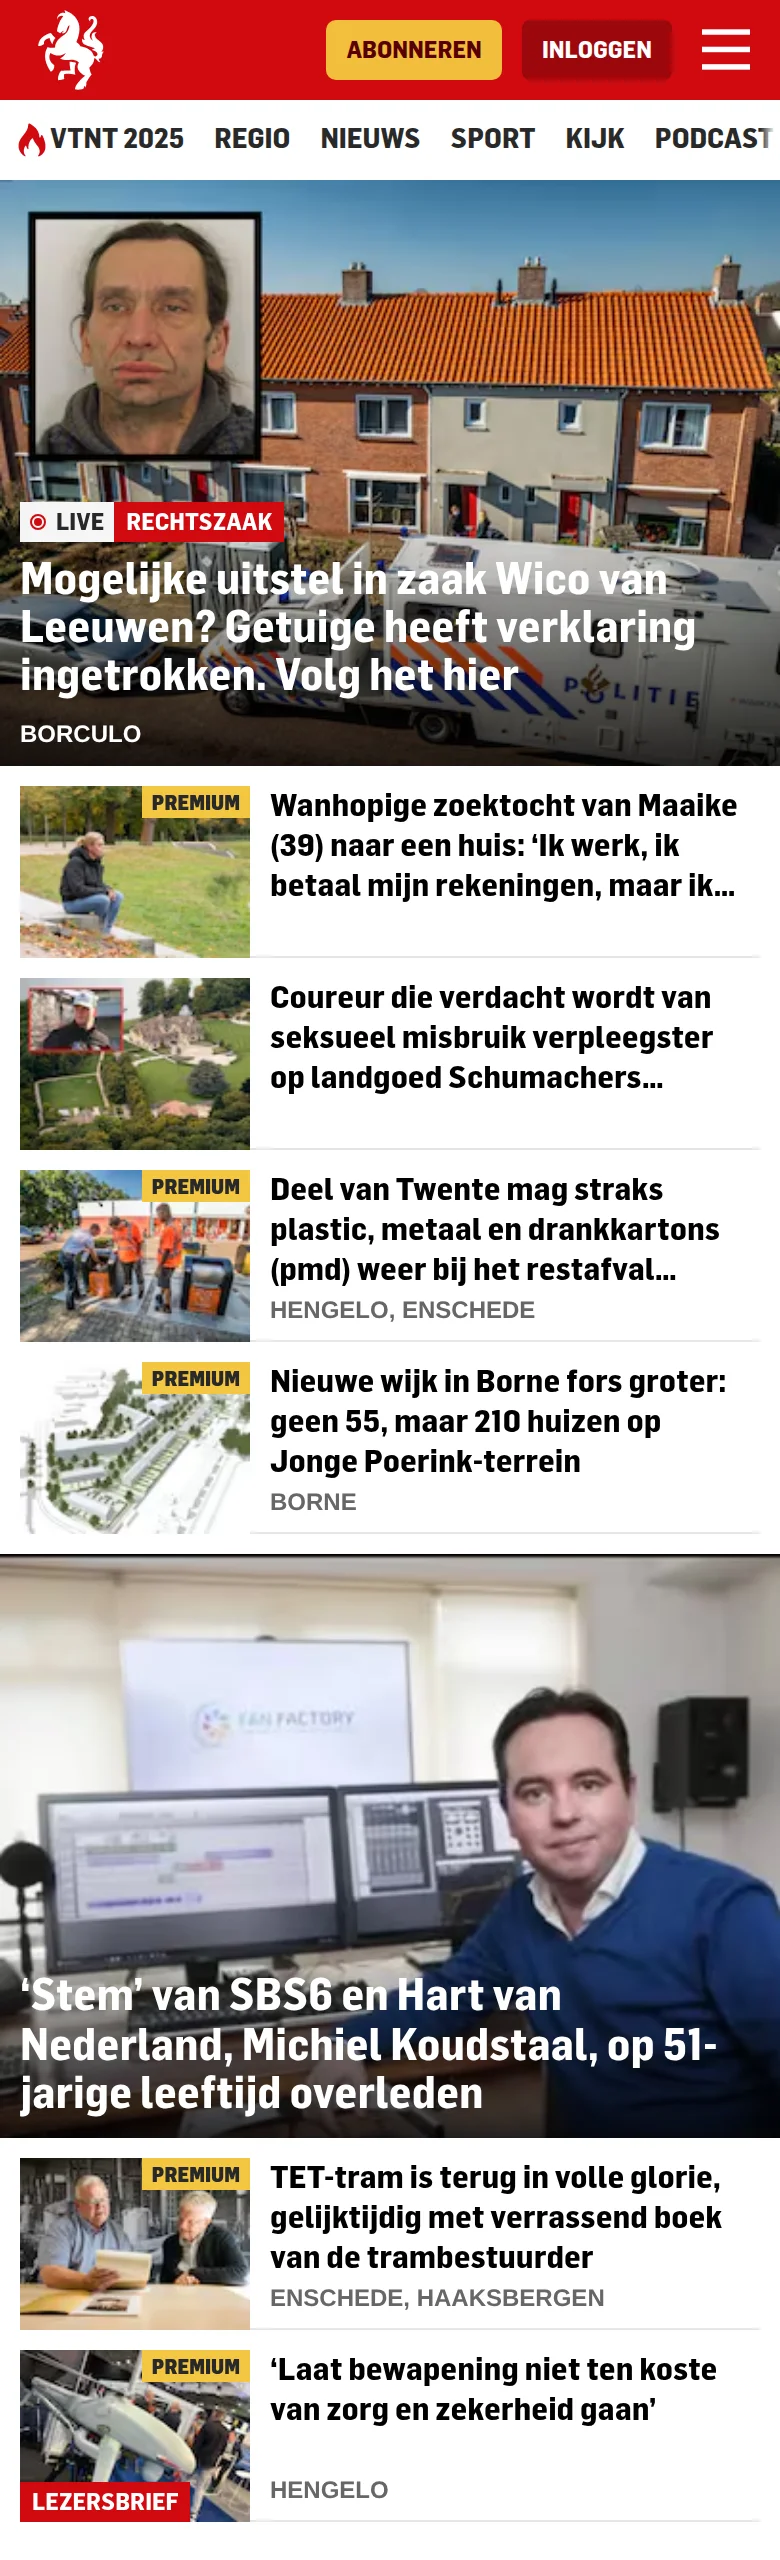 ABONNEREN
INLOGGEN
VTNT 2025 REGIO NIEUWS SPORT KIJK PODCAST
LIVE RECHTSZAAK
Mogelijke uitstel in zaak Wico van
Leeuwen? Getuige heeft verklaring
ingetrokken. Volg het hier
POLITIE
BORCULO
PREMIUM
Wanhopige zoektocht van Maaike
(39) naar een huis: ‘Ik werk, ik
betaal mijn rekeningen, maar ik...
Coureur die verdacht wordt van
seksueel misbruik verpleegster
op landgoed Schumachers...
PREMIUM
Deel van Twente mag straks
plastic, metaal en drankkartons
(pmd) weer bij het restafval...
HENGELO, ENSCHEDE
PREMIUM
Nieuwe wijk in Borne fors groter:
geen 55, maar 210 huizen op
Jonge Poerink-terrein
BORNE
FAN FACTORY
‘Stem’ van SBS6 en Hart van
Nederland, Michiel Koudstaal, op 51-
jarige leeftijd overleden
PREMIUM
TET-tram is terug in volle glorie,
gelijktijdig met verrassend boek
van de trambestuurder
ENSCHEDE, HAAKSBERGEN
PREMIUM
‘Laat bewapening niet ten koste
van zorg en zekerheid gaan’
LEZERSBRIEF
HENGELO